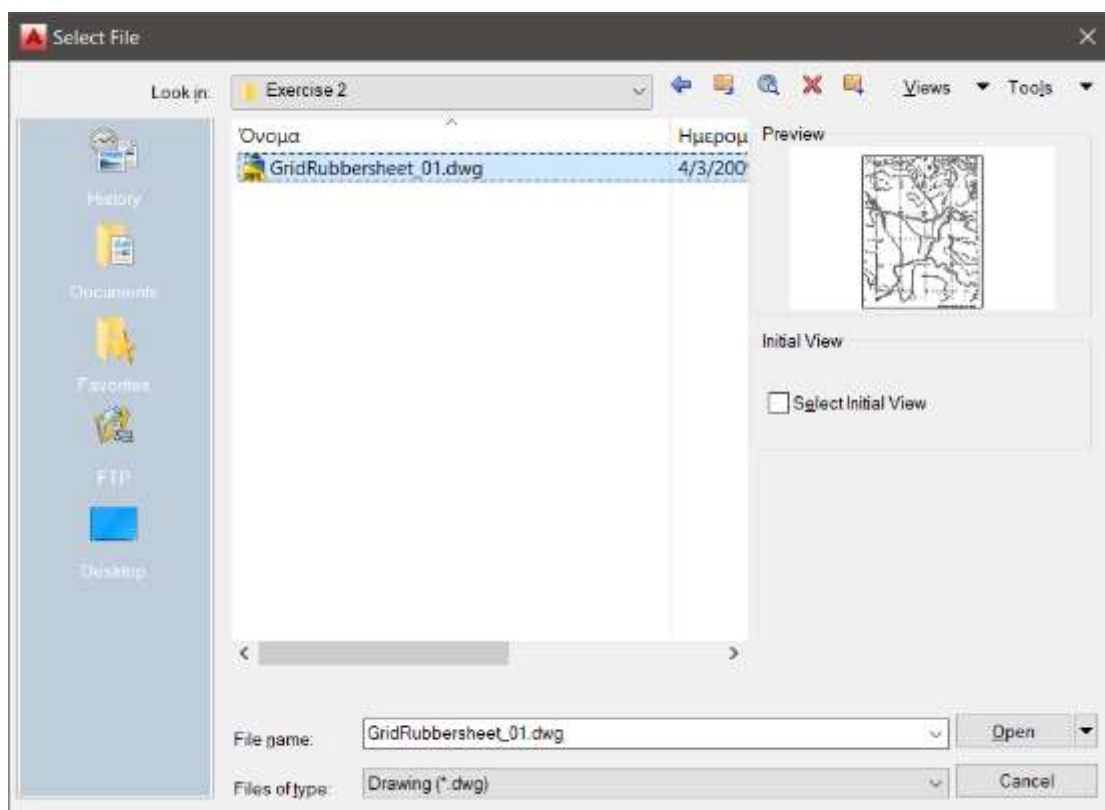 Select File
Look in: Exercise 2 Views Tools
Όνομα Ημερομ Preview
GridRubbersheet_01.dwg 4/3/200
History
Documents
Initial View
Select Initial View
Favorites
FTP
Desktop
File name: GridRubbersheet_01.dwg Open
Files of type: Drawing (*.dwg) Cancel